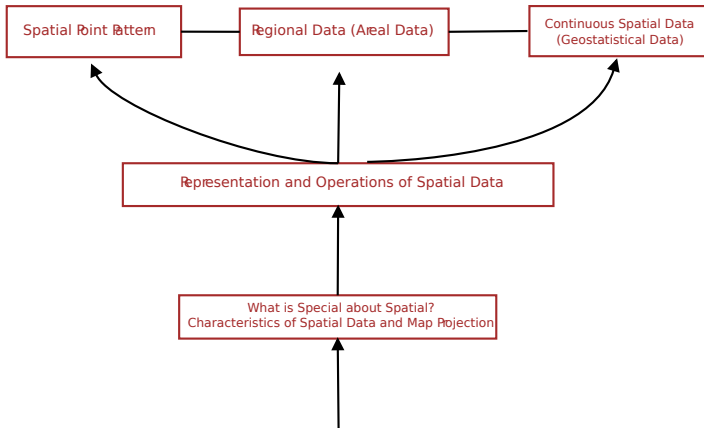 Spatial Point Pattern
Regional Data (Areal Data)
Continuous Spatial Data
(Geostatistical Data)
Representation and Operations of Spatial Data
What is Special about Spatial?
Characteristics of Spatial Data and Map Projection